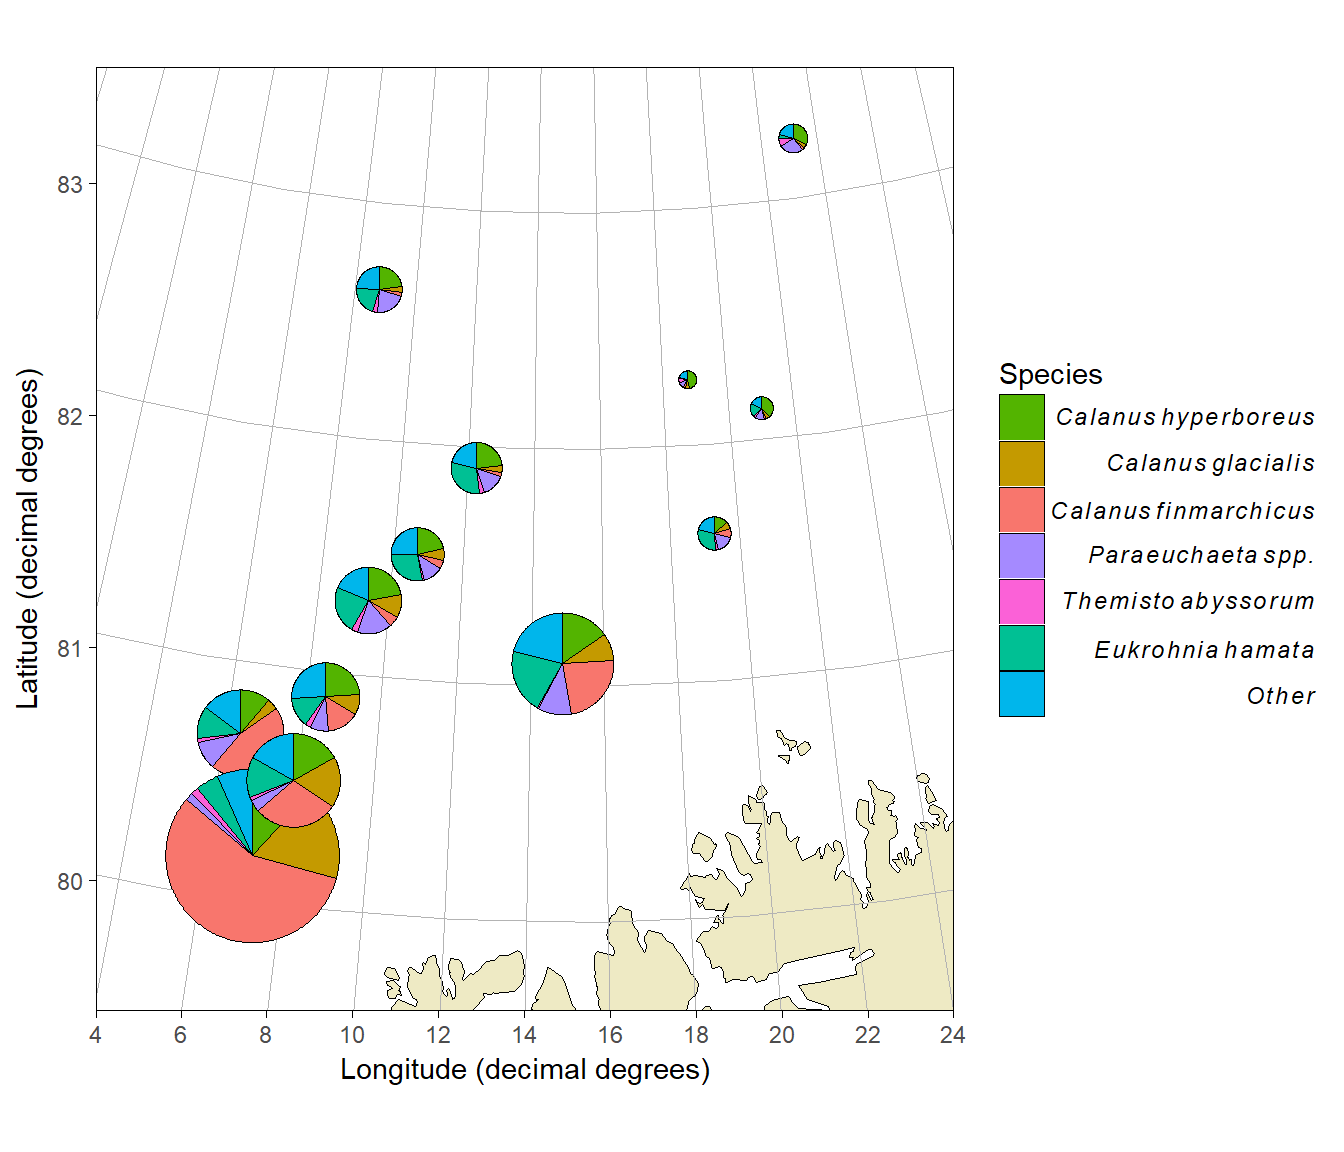 83
82
81
80
Latitude (decimal degrees)
4 6 8 10 12 14 16 18 20 22 24
Longitude (decimal degrees)
Species
Calanus hyperboreus
Calanus glacialis
Calanus finmarchicus
Paraeuchaeta spp.
Themisto abyssorum
Eukrohnia hamata
Other